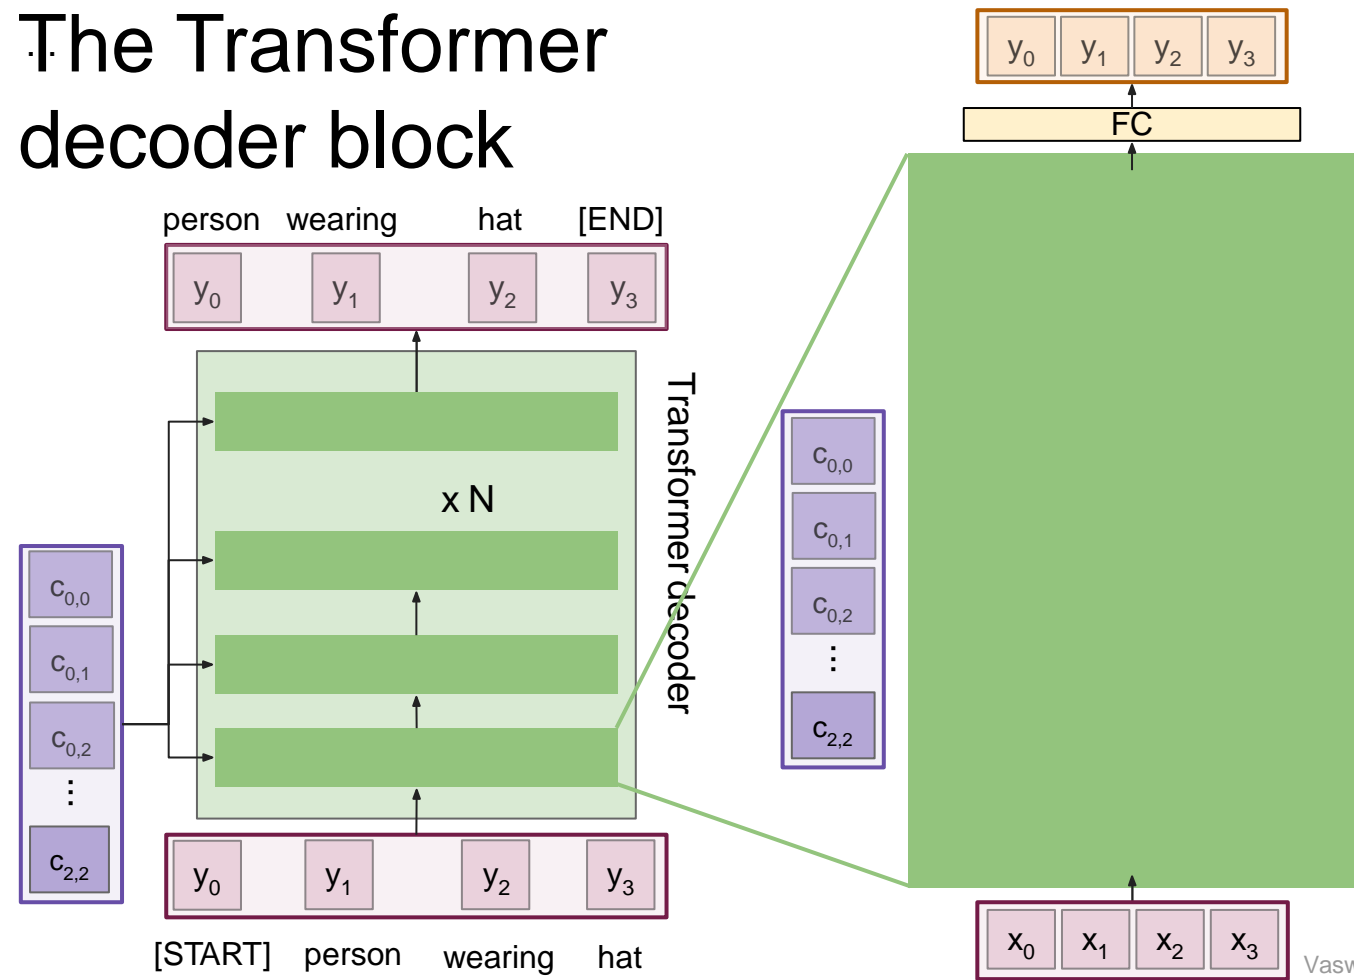 The Transformer
...
decoder block
person wearing hat [END]
y0 y1 y2 y3
x N
Transformer decoder
c0,0
c0,1
c0,2
⋮
c2,2
y0 y1 y2 y3
[START] person wearing hat
y0 y1 y2 y3
FC
c0,0
c0,1
c0,2
⋮
c2,2
x0 x1 x2 x3
Vasw